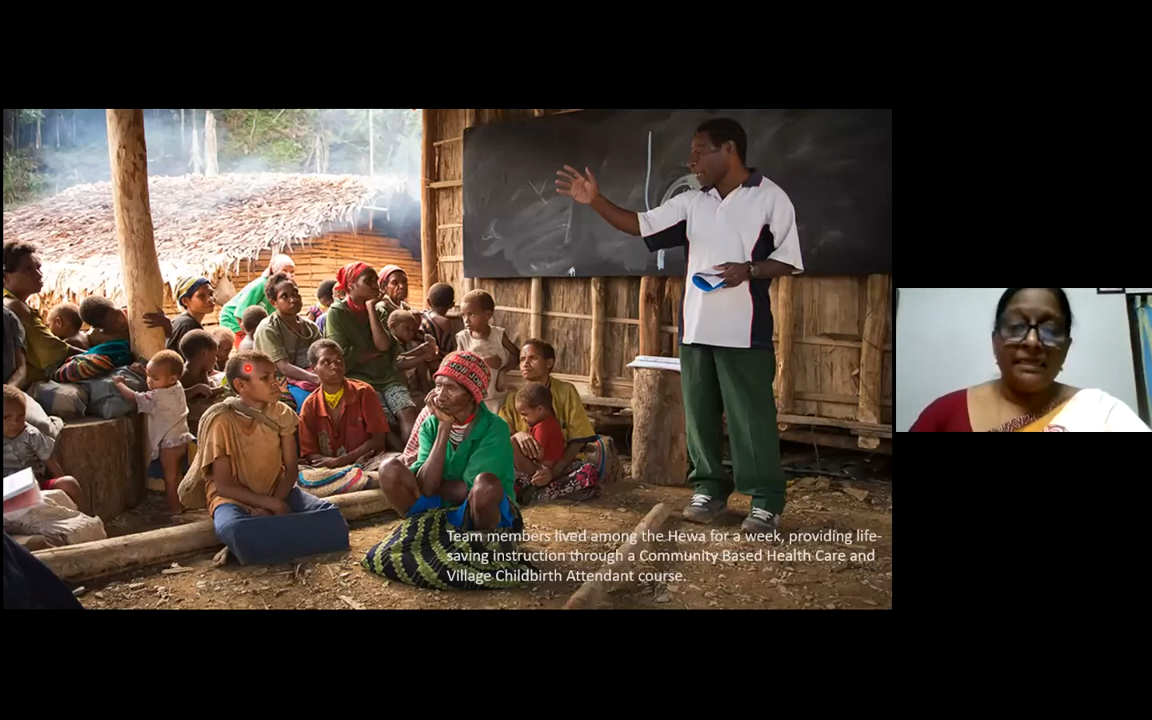 Team members lived among the Hewa for a week, providing life-
saving instruction through a Community Based Health Care and
Village Childbirth Attendant course.